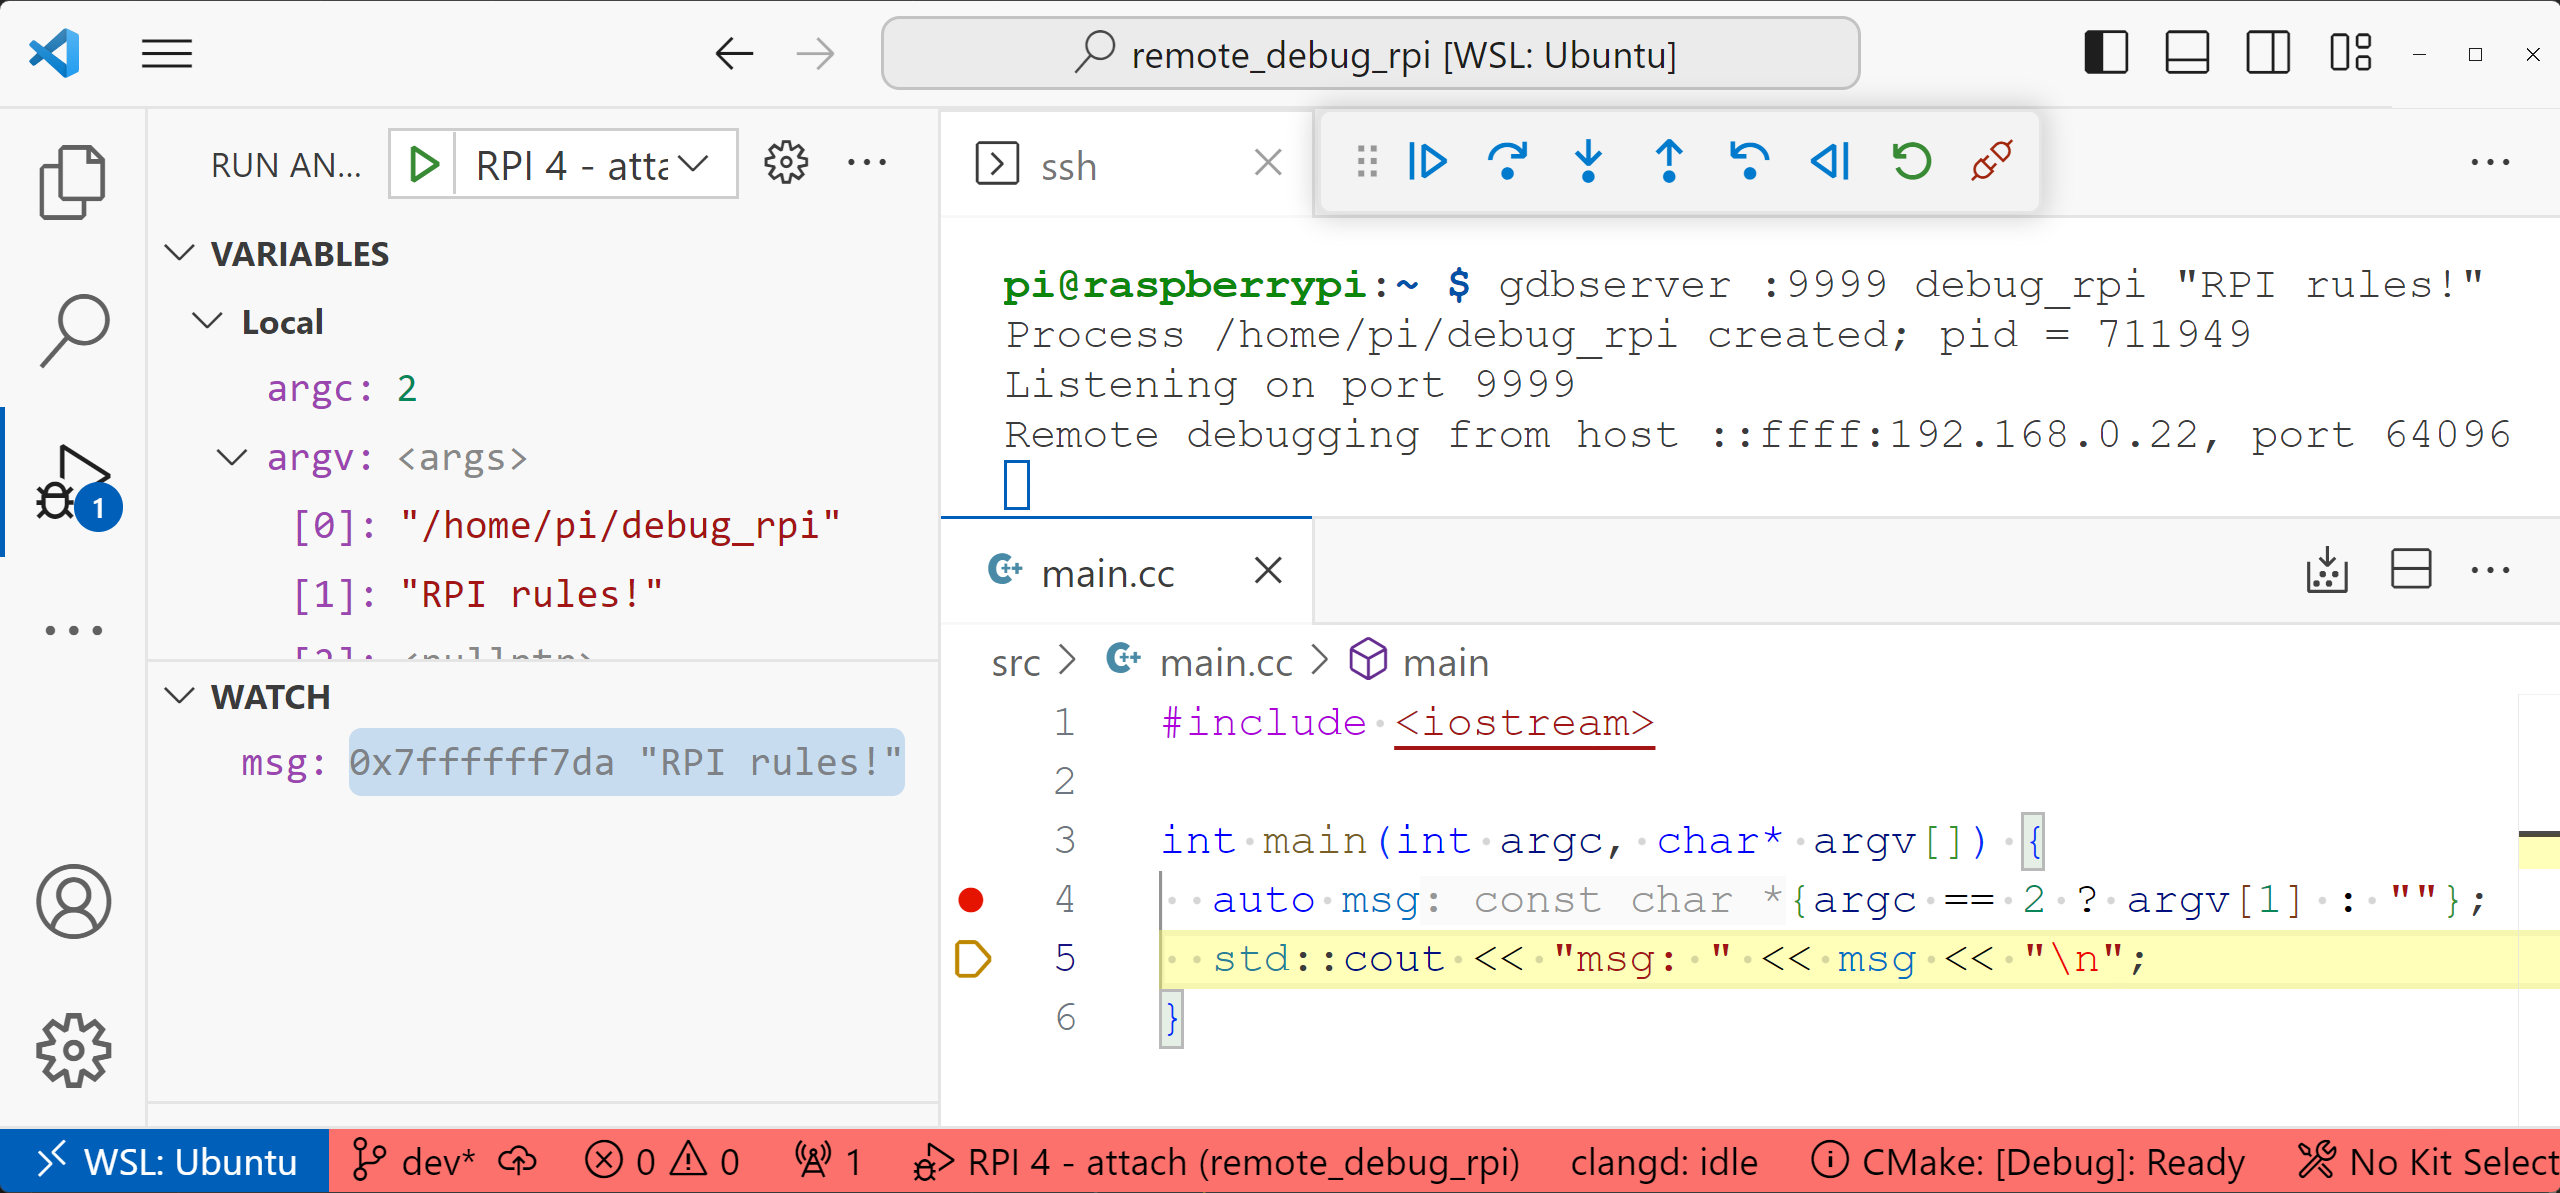 remote_debug_rpi [WSL: Ubuntu]
RUN AN...
RPI 4 - atta
VARIABLES
Local
argc: 2
argv: <args>
[0]: "/home/pi/debug_rpi"
[1]: "RPI rules!"
[2]: <nullptr>
WATCH
msg: 0x7ffffff7da "RPI rules!"
1
ssh
pi@raspberrypi:~ $ gdbserver :9999 debug_rpi "RPI rules!"
Process /home/pi/debug_rpi created; pid = 711949
Listening on port 9999
Remote debugging from host ::ffff:192.168.0.22, port 64096
main.cc
src > main.cc > main
1 #include <iostream>
2
3 int main(int argc, char* argv[]) {
4 auto msg: const char *{argc == 2 ? argv[1] : ""};
5 std::cout << "msg: " << msg << "\n";
6 }
WSL: Ubuntu dev* 0 0 1 RPI 4 - attach (remote_debug_rpi) clangd: idle CMake: [Debug]: Ready No Kit Select